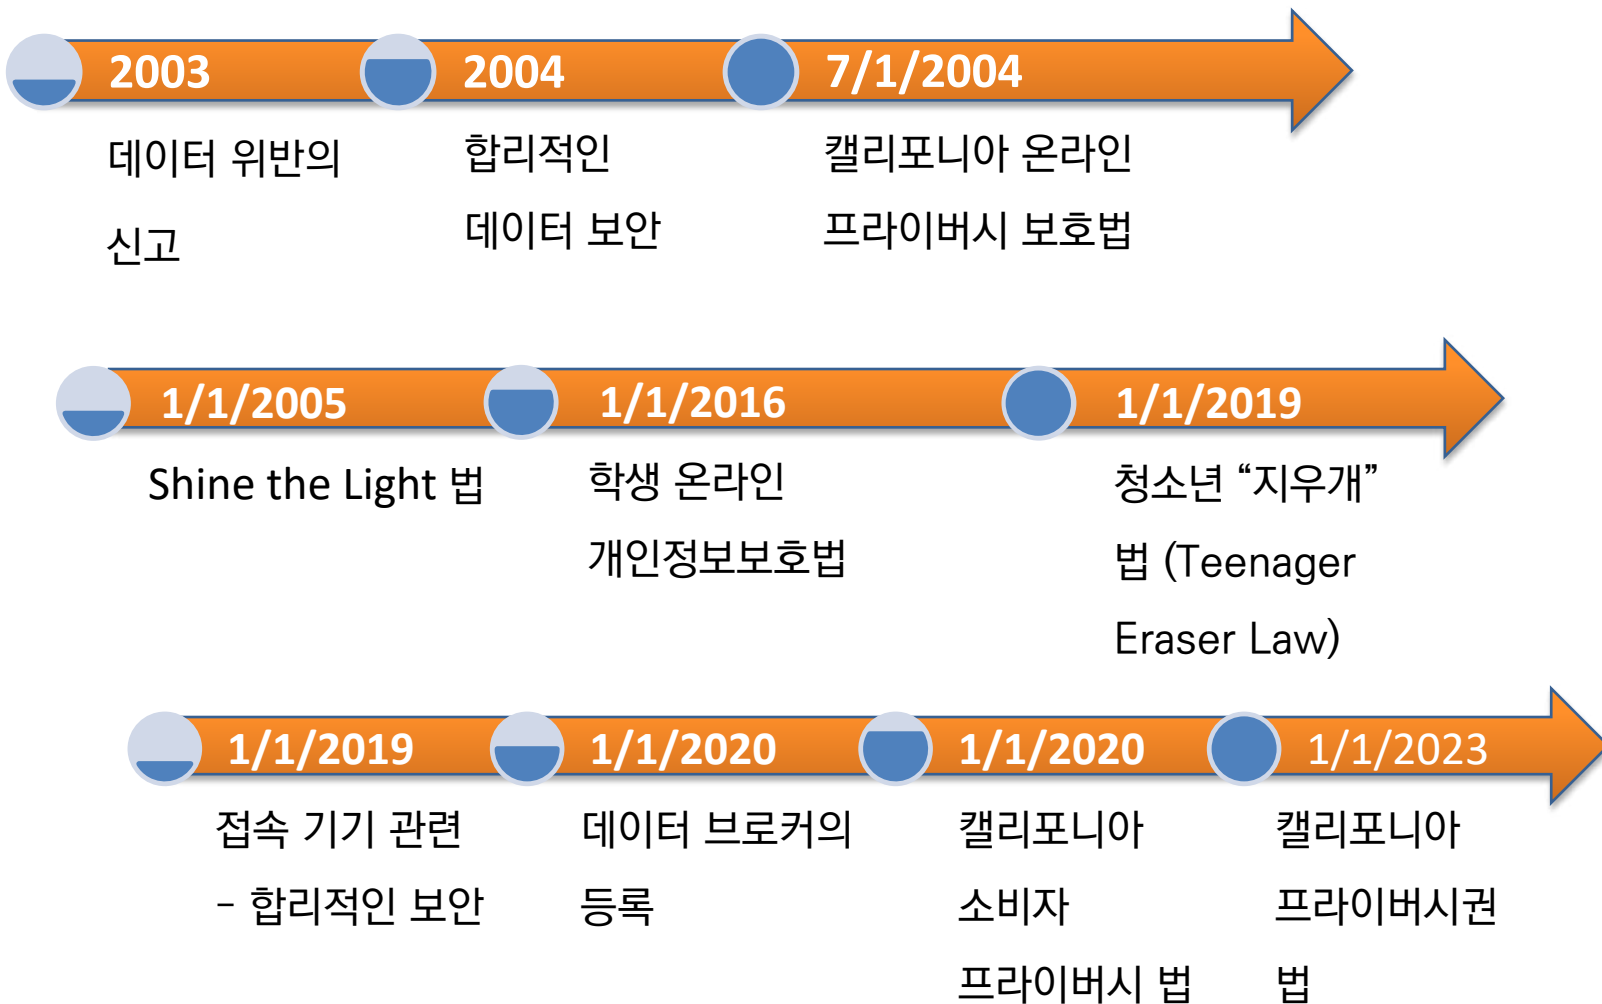 2003 2004 7/1/2004
데이터 위반의
신고
합리적인
데이터 보안
캘리포니아 온라인
프라이버시 보호법
1/1/2005 1/1/2016 1/1/2019
Shine the Light 법
학생 온라인
개인정보보호법
청소년 “지우개”
법 (Teenager
Eraser Law)
1/1/2019 1/1/2020 1/1/2020 1/1/2023
접속 기기 관련
- 합리적인 보안
데이터 브로커의
등록
캘리포니아
소비자
프라이버시 법
캘리포니아
프라이버시권
법